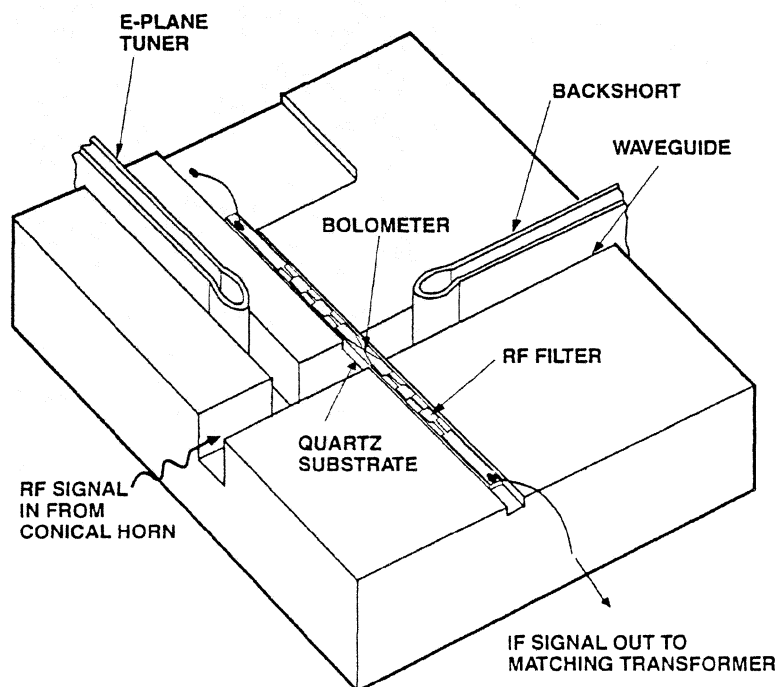 E-PLANE
TUNER
BACKSHORT
WAVEGUIDE
BOLOMETER
RF FILTER
QUARTZ
SUBSTRATE
RF SIGNAL
IN FROM
CONICAL HORN
IF SIGNAL OUT TO
MATCHING TRANSFORMER